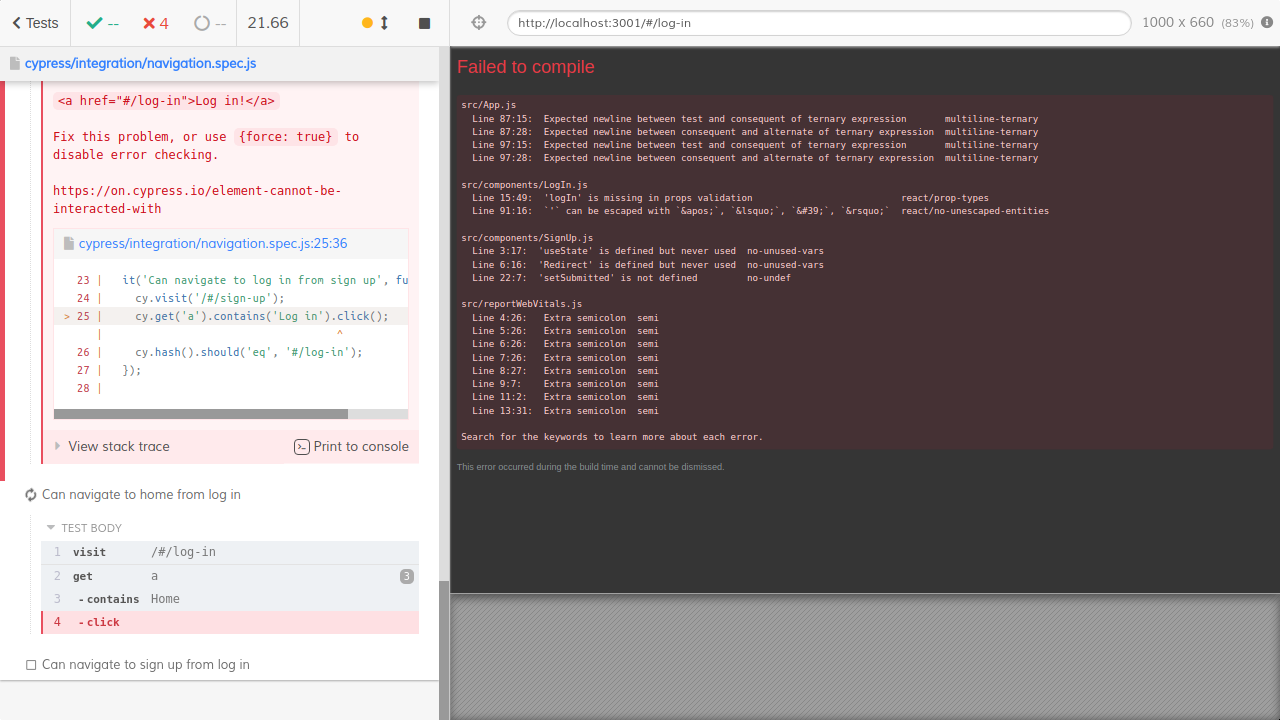 Tests
--
4
--
21.66
http://localhost:3001/#/log-in
1000 x 660 (83%)
cypress/integration/navigation.spec.js
<a href="#/log-in">Log in!</a>
Fix this problem, or use {force: true} to
disable error checking.
https://on.cypress.io/element-cannot-be-
interacted-with
cypress/integration/navigation.spec.js:25:36
23 | it('Can navigate to log in from sign up', fu
24 | cy.visit('/#/sign-up');
> 25 | cy.get('a').contains('Log in').click();
| ^
26 | cy.hash().should('eq', '#/log-in');
27 | });
28 |
View stack trace
Print to console
Can navigate to home from log in
TEST BODY
1 visit /#/log-in
2 get a 3
3 - contains Home
4 - click
Can navigate to sign up from log in
Failed to compile
src/App.js
Line 87:15: Expected newline between test and consequent of ternary expression multiline-ternary
Line 87:28: Expected newline between consequent and alternate of ternary expression multiline-ternary
Line 97:15: Expected newline between test and consequent of ternary expression multiline-ternary
Line 97:28: Expected newline between consequent and alternate of ternary expression multiline-ternary
src/components/LogIn.js
Line 15:49: 'logIn' is missing in props validation react/prop-types
Line 91:16: `'` can be escaped with `&apos;`, `&lsquo;`, `&#39;`, `&rsquo;` react/no-unescaped-entities
src/components/SignUp.js
Line 3:17: 'useState' is defined but never used no-unused-vars
Line 6:16: 'Redirect' is defined but never used no-unused-vars
Line 22:7: 'setSubmitted' is not defined no-undef
src/reportWebVitals.js
Line 4:26: Extra semicolon semi
Line 5:26: Extra semicolon semi
Line 6:26: Extra semicolon semi
Line 7:26: Extra semicolon semi
Line 8:27: Extra semicolon semi
Line 9:7: Extra semicolon semi
Line 11:2: Extra semicolon semi
Line 13:31: Extra semicolon semi
Search for the keywords to learn more about each error.
This error occurred during the build time and cannot be dismissed.